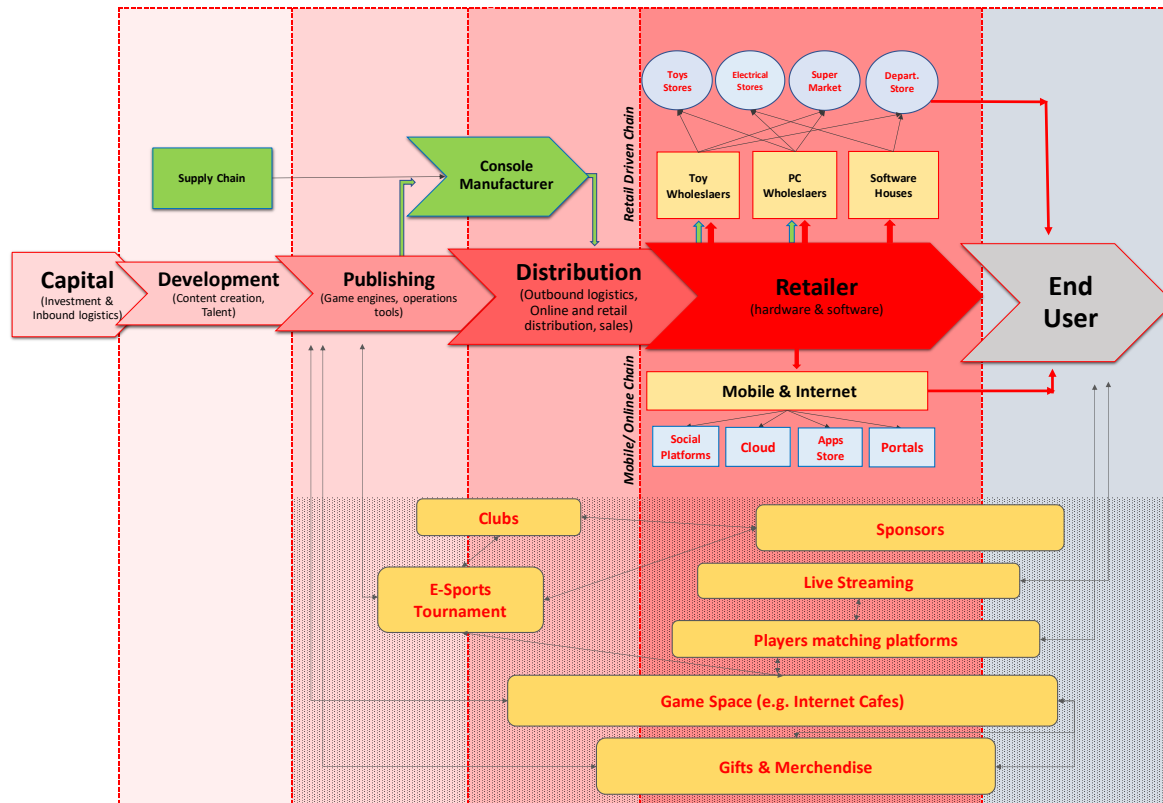 Toys
Stores
Electrical
Stores
Super
Market
Depart.
Store
Retail Driven Chain
Supply Chain
Console
Manufacturer
Toy
Wholeslaers
PC
Wholeslaers
Software
Houses
Capital
(Investment &
Inbound logistics)
Development
(Content creation,
Talent)
Publishing
(Game engines, operations
tools)
Distribution
(Outbound logistics,
Online and retail
distribution, sales)
Retailer
(hardware & software)
End
User
Mobile/ Online Chain
Mobile & Internet
Social
Platforms
Cloud
Apps
Store
Portals
Clubs
Sponsors
E-Sports
Tournament
Live Streaming
Players matching platforms
Game Space (e.g. Internet Cafes)
Gifts & Merchendise